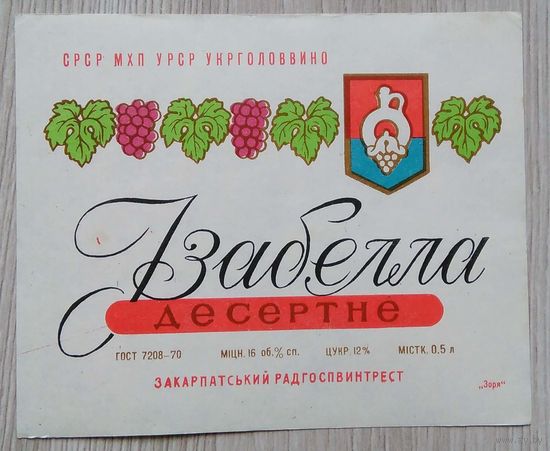 СРСР МХП УРСР УКРГОЛОВВИНО
Ізабелла
десертне
ГОСТ 7208–70 МІЦН. 16 об.% сп. ЦУКР. 12% МІСТК. 0.5 л
ЗАКАРПАТСЬКИЙ РАДГОСПВИНТРЕСТ
„Зоря“